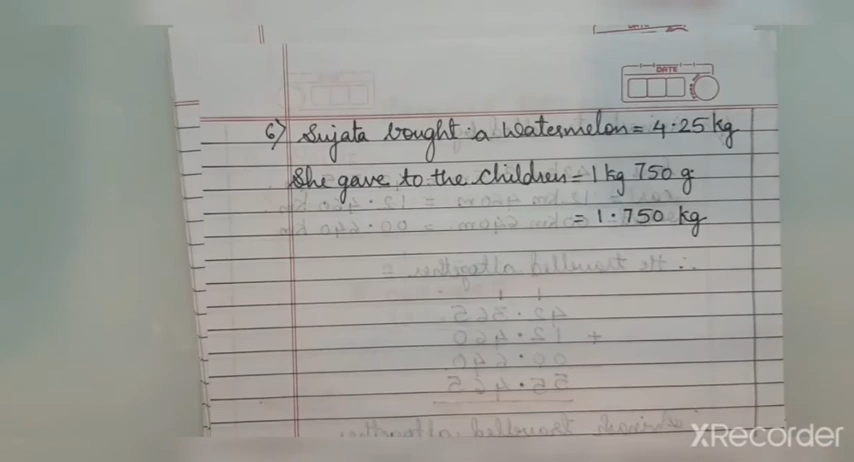 DATE
6) Sujata bought a Watermelon = 4.25 kg
She gave to the children = 1 kg 750 g
= 1.750 kg
XRecorder